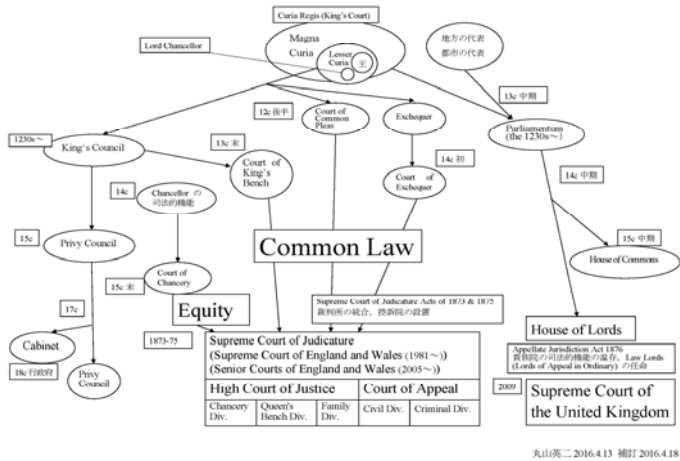 Curia Regis (King's Court)
Magna
Curia
Lesser
Curia
王
Lord Chancellor
地方の代表
都市の代表
13c 中期
12c 後半
Court of
Common
Pleas
Exchequer
Parliamentum
(the 1230s～)
1230s～
King's Council
13c 末
Court of
King's
Bench
14c 初
Court of
Exchequer
14c 中期
14c
Chancellor の
司法的機能
15c
Privy Council
Common Law
15c 中期
House of Commons
15c 末
Court of
Chancery
17c
Equity
Supreme Court of Judicature Acts of 1873 & 1875
裁判所の統合，控訴院の設置
House of Lords
Cabinet
18c 行政府
Privy
Council
1873-75
Supreme Court of Judicature
(Supreme Court of England and Wales (1981～))
(Senior Courts of England and Wales (2005～))
Appellate Jurisdiction Act 1876
貴族院の司法的機能の温存，Law Lords
(Lords of Appeal in Ordinary) の任命
High Court of Justice
Court of Appeal
Chancery
Div.
Queen's
Bench Div.
Family
Div.
Civil Div.
Criminal Div.
2009
Supreme Court of
the United Kingdom
丸山英二 2016.4.13 補訂 2016.4.18